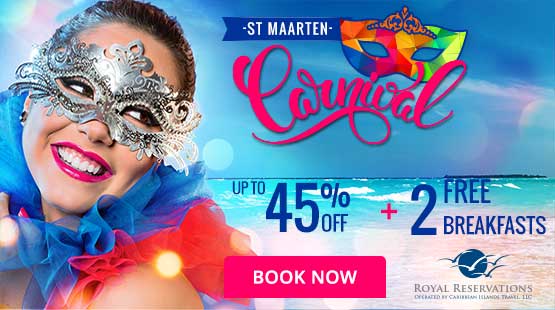 -ST MAARTEN-
Carnival
UP TO 45% OFF + 2 FREE BREAKFASTS
BOOK NOW
ROYAL RESERVATIONS
OPERATED BY CARIBBEAN ISLANDS TRAVEL, LLC